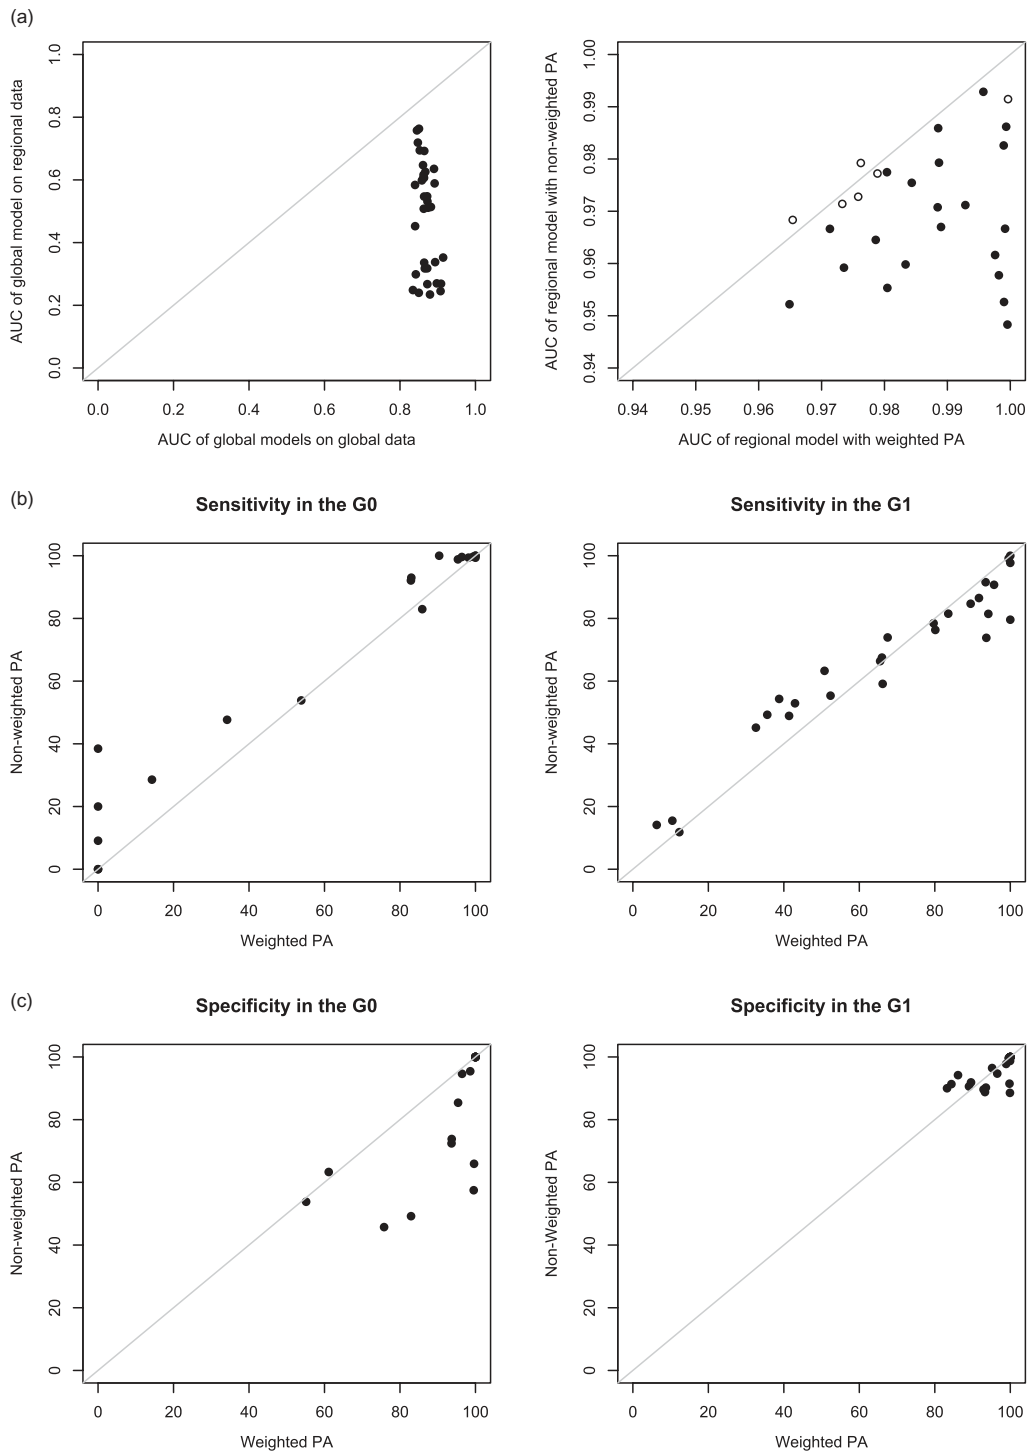 (a)
AUC of global model on regional data
1.0
0.8
0.6
0.4
0.2
0.0
0.0 0.2 0.4 0.6 0.8 1.0
AUC of global models on global data
AUC of regional model with non-weighted PA
1.00
0.99
0.98
0.97
0.96
0.95
0.94
0.94 0.95 0.96 0.97 0.98 0.99 1.00
AUC of regional model with weighted PA
(b)
Sensitivity in the G0
Non-weighted PA
100
80
60
40
20
0
0 20 40 60 80 100
Weighted PA
Sensitivity in the G1
Non-weighted PA
100
80
60
40
20
0
0 20 40 60 80 100
Weighted PA
(c)
Specificity in the G0
Non-weighted PA
100
80
60
40
20
0
0 20 40 60 80 100
Weighted PA
Specificity in the G1
Non-Weighted PA
100
80
60
40
20
0
0 20 40 60 80 100
Weighted PA